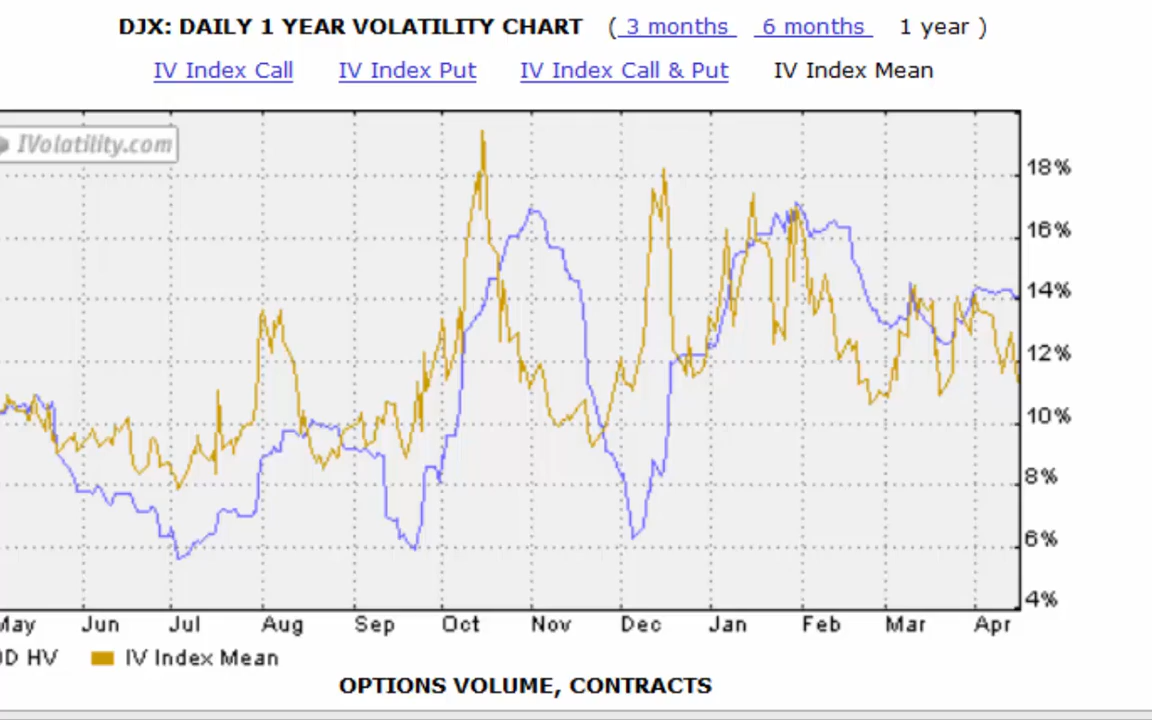 DJX: DAILY 1 YEAR VOLATILITY CHART ( 3 months 6 months 1 year )
IV Index Call IV Index Put IV Index Call & Put IV Index Mean
IVolatility.com
18%
16%
14%
12%
10%
8%
6%
4%
May Jun Jul Aug Sep Oct Nov Dec Jan Feb Mar Apr
D HV IV Index Mean
OPTIONS VOLUME, CONTRACTS